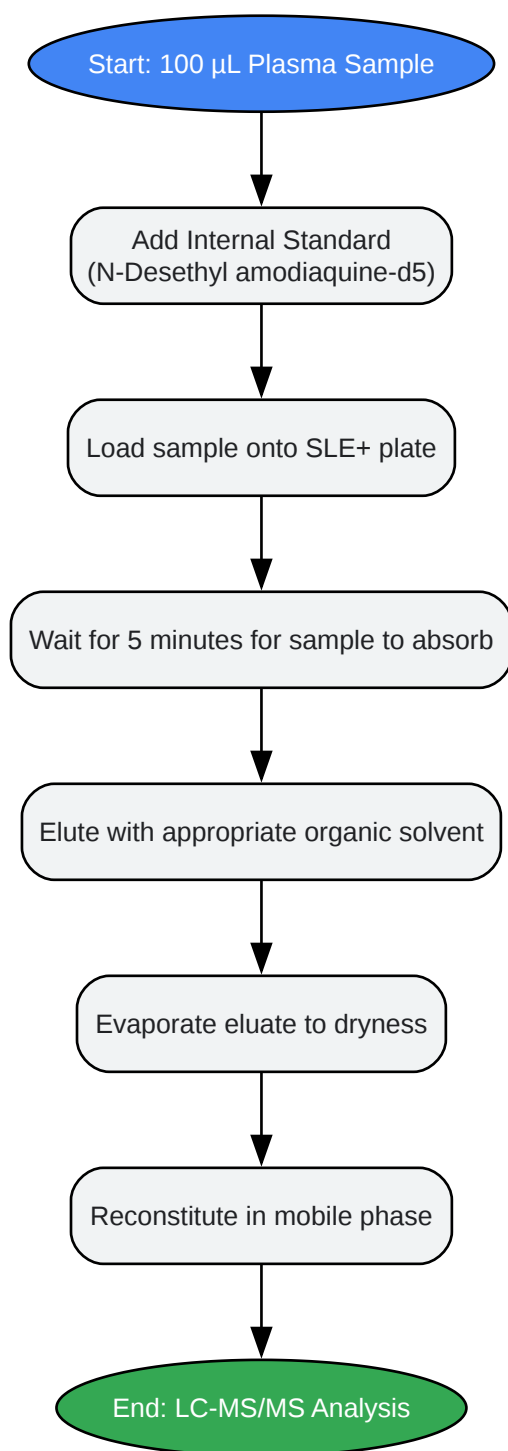 Start: 100 µL Plasma Sample
Add Internal Standard
(N-Desethyl amodiaquine-d5)
Load sample onto SLE+ plate
Wait for 5 minutes for sample to absorb
Elute with appropriate organic solvent
Evaporate eluate to dryness
Reconstitute in mobile phase
End: LC-MS/MS Analysis